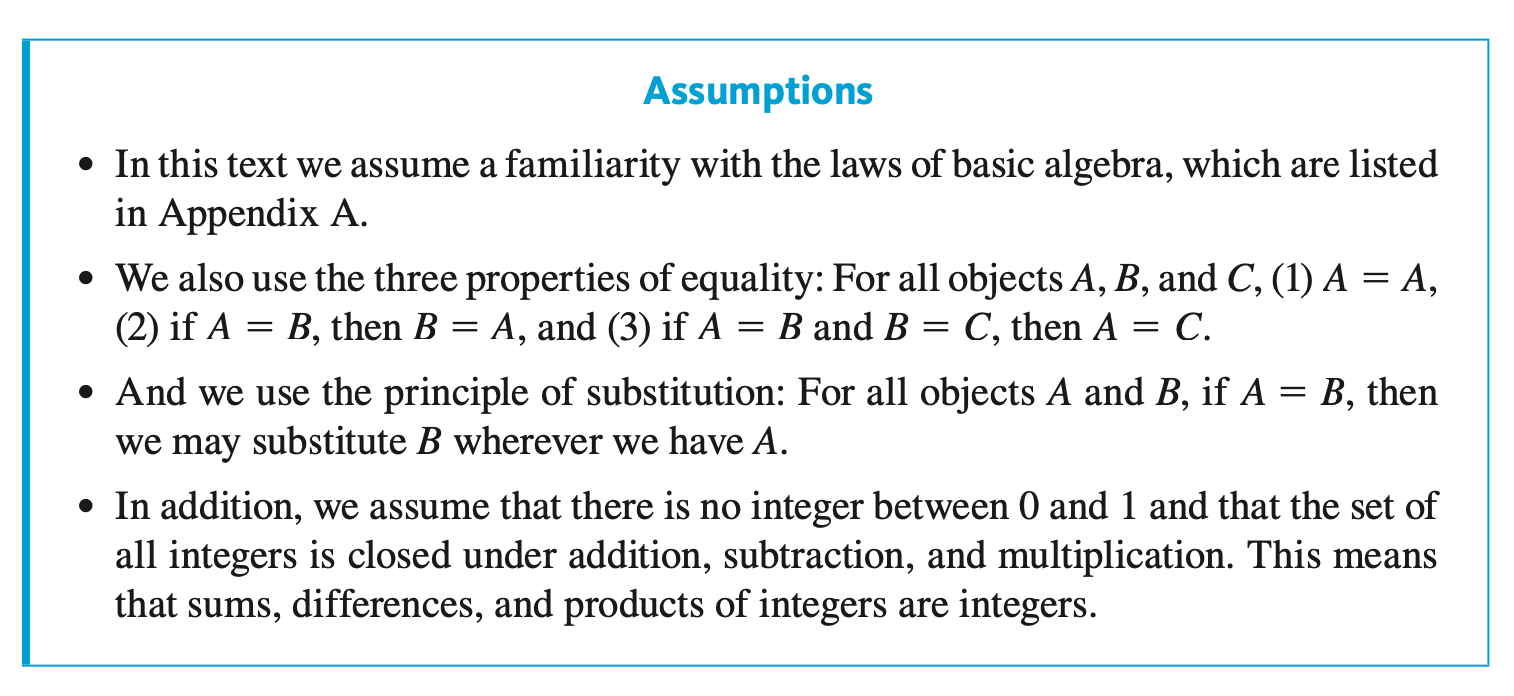 Assumptions
• In this text we assume a familiarity with the laws of basic algebra, which are listed
in Appendix A.
• We also use the three properties of equality: For all objects A, B, and C, (1) A = A,
(2) if A = B, then B = A, and (3) if A = B and B = C, then A = C.
• And we use the principle of substitution: For all objects A and B, if A = B, then
we may substitute B wherever we have A.
• In addition, we assume that there is no integer between 0 and 1 and that the set of
all integers is closed under addition, subtraction, and multiplication. This means
that sums, differences, and products of integers are integers.